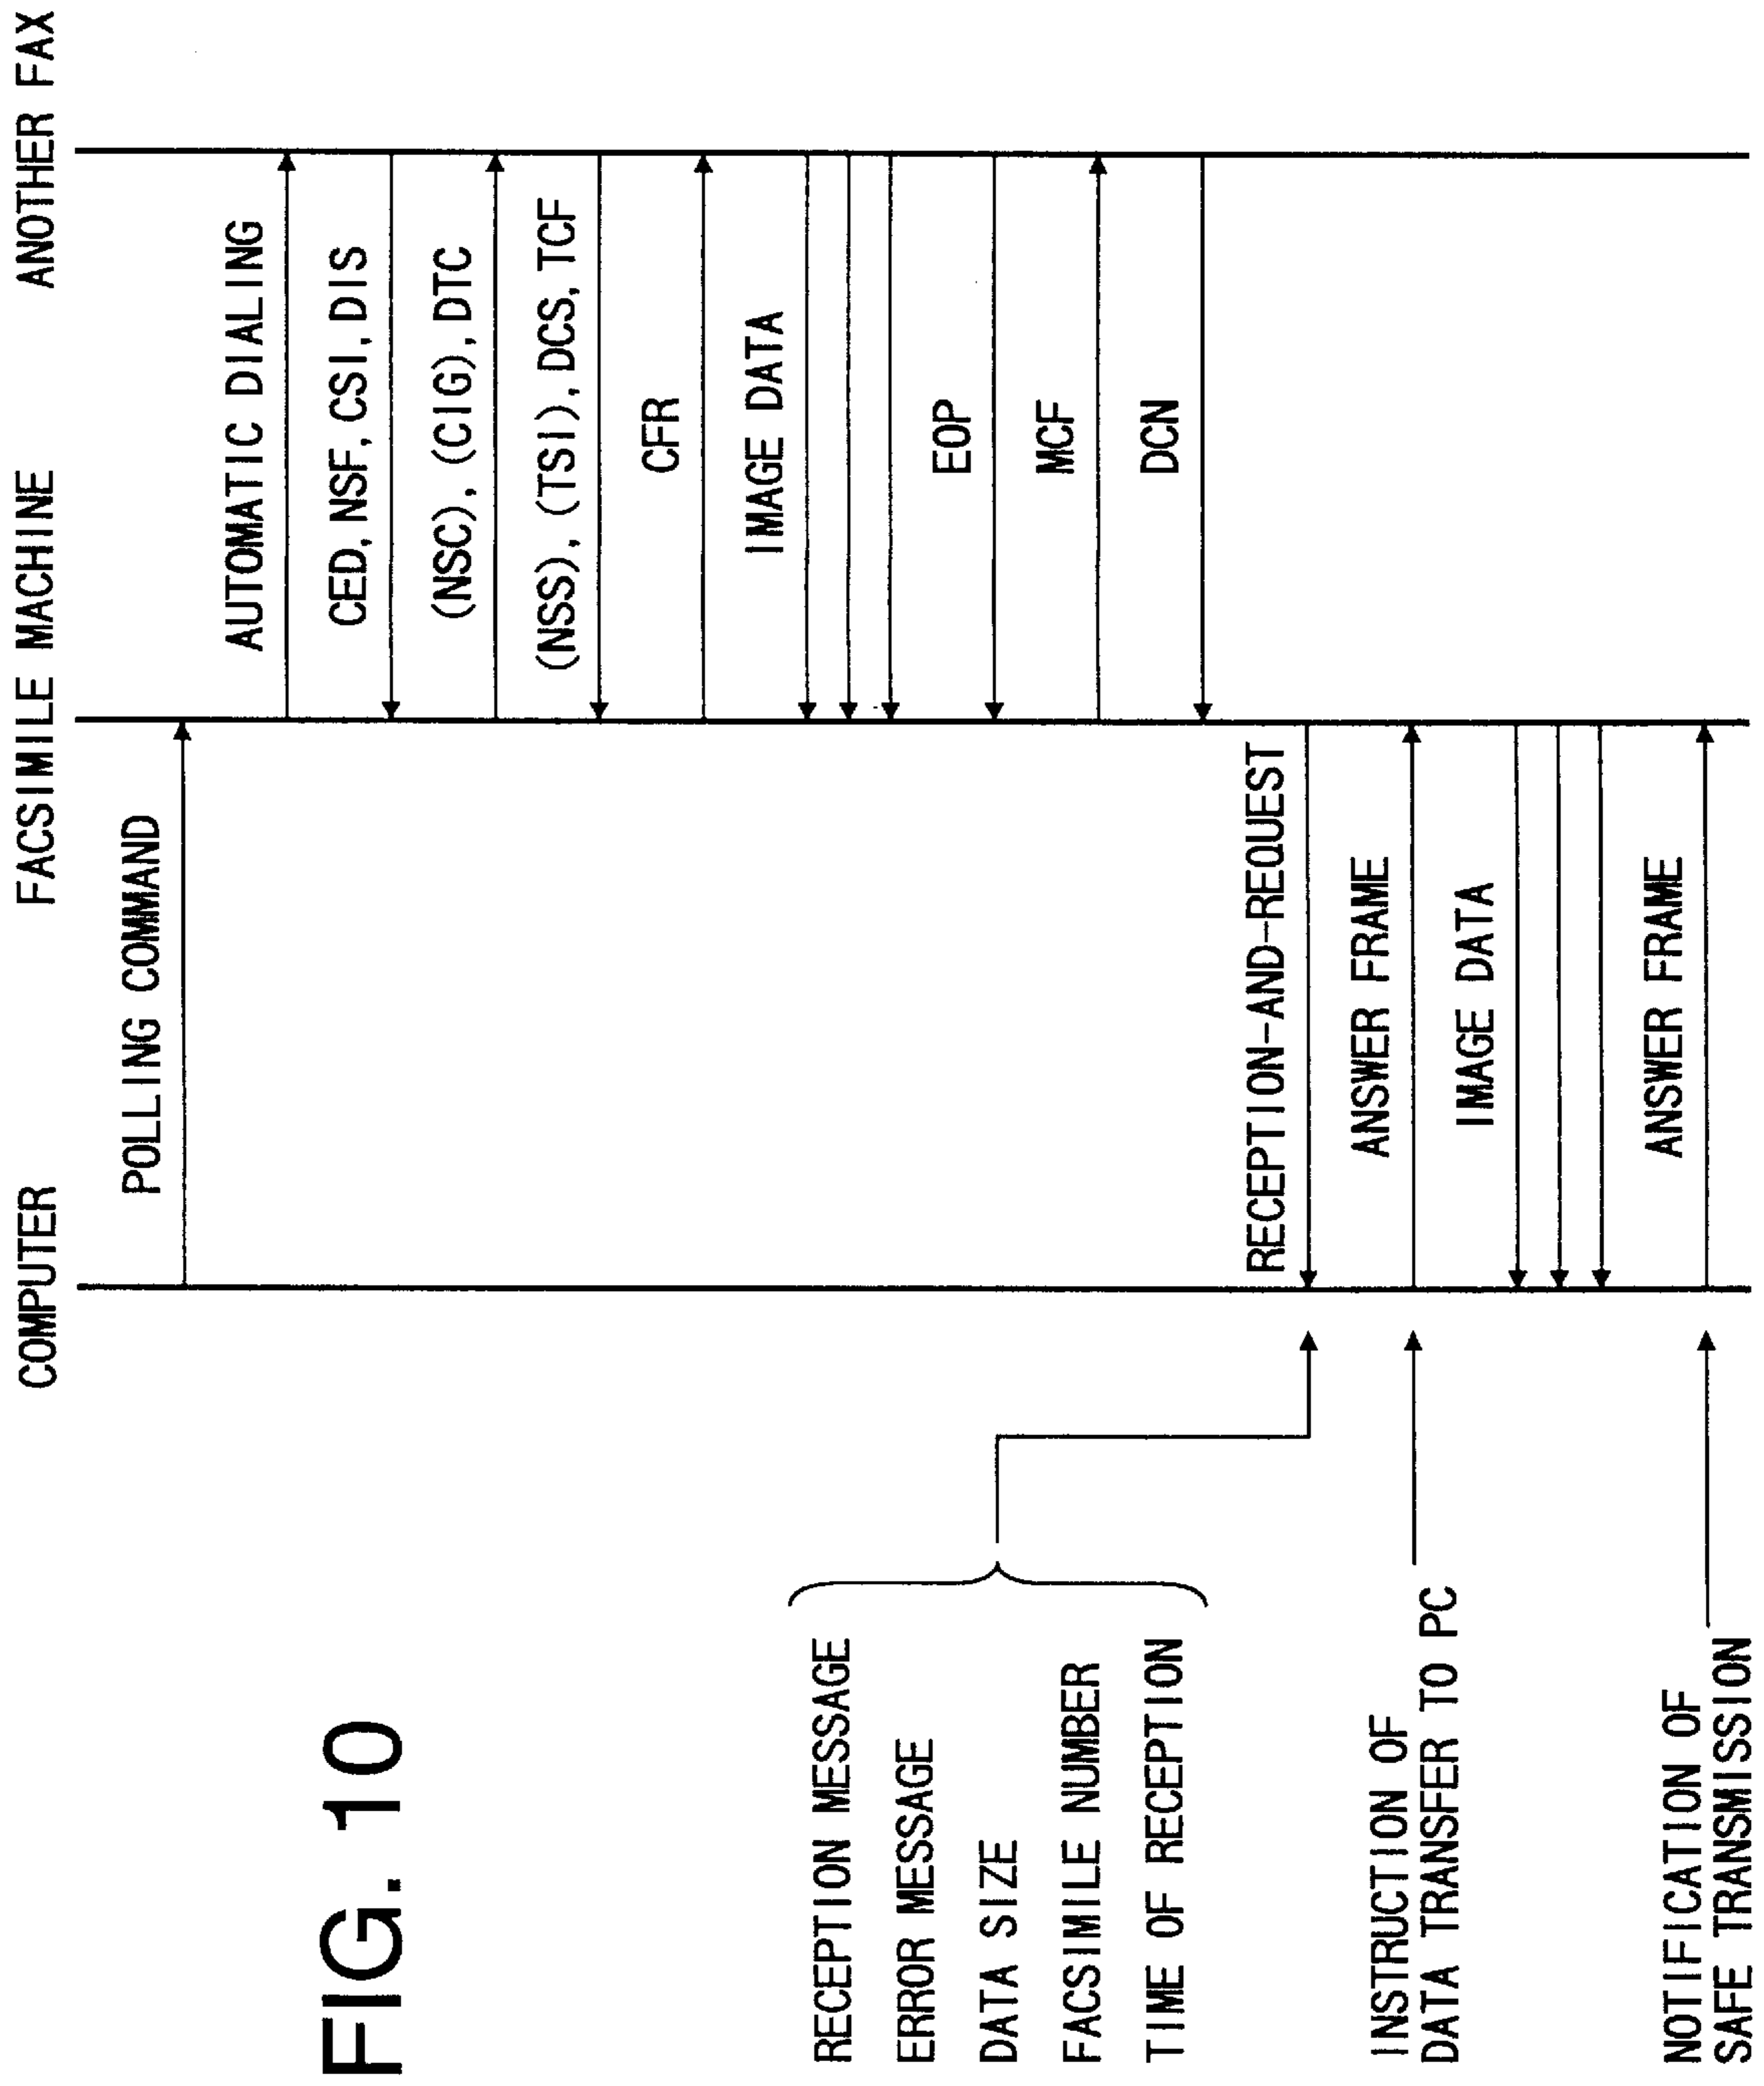 FIG. 10
COMPUTER
FACSIMILE MACHINE
ANOTHER FAX
POLLING COMMAND
AUTOMATIC DIALING
CED, NSF, CSI, DIS
(NSC), (CIG), DTC
(NSS), (TSI), DCS, TCF
CFR
IMAGE DATA
EOP
MCF
DCN
RECEPTION-AND-REQUEST
ANSWER FRAME
IMAGE DATA
ANSWER FRAME
RECEPTION MESSAGE
ERROR MESSAGE
DATA SIZE
FACSIMILE NUMBER
TIME OF RECEPTION
INSTRUCTION OF
DATA TRANSFER TO PC
NOTIFICATION OF
SAFE TRANSMISSION